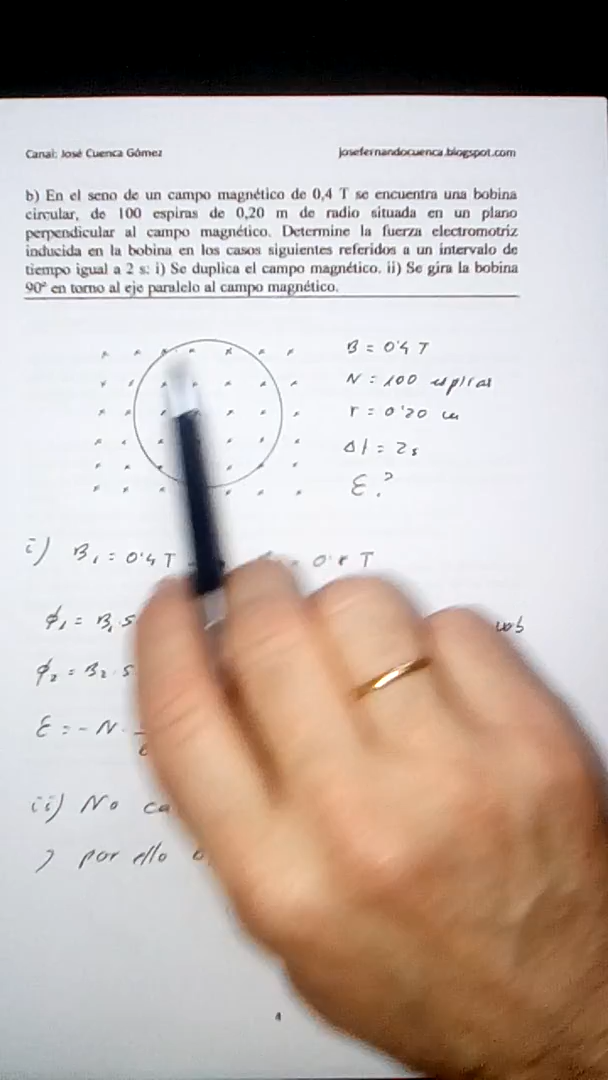 Canal: José Cuenca Gómez
josefernandocuenca.blogspot.com
b) En el seno de un campo magnético de 0,4 T se encuentra una bobina
circular, de 100 espiras de 0,20 m de radio situada en un plano
perpendicular al campo magnético. Determine la fuerza electromotriz
inducida en la bobina en los casos siguientes referidos a un intervalo de
tiempo igual a 2 s: i) Se duplica el campo magnético. ii) Se gira la bobina
90º en torno al eje paralelo al campo magnético.
B = 0'4 T
N = 100 espiras
r = 0'20 m
Δt = 2s
ε ?
i) B₁ = 0'4 T T
ϕ₁ = B₁ S
ϕ₂ = B₂ · S
ε = - N ·
ii) No
por ello
4